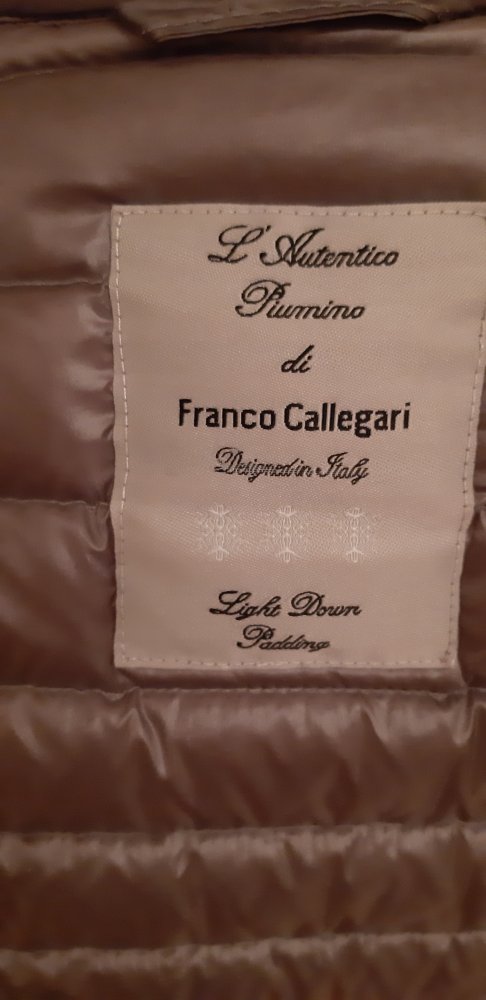 L'Autentico
Piumino
di
Franco Callegari
Designed in Italy
Light Down
Padding